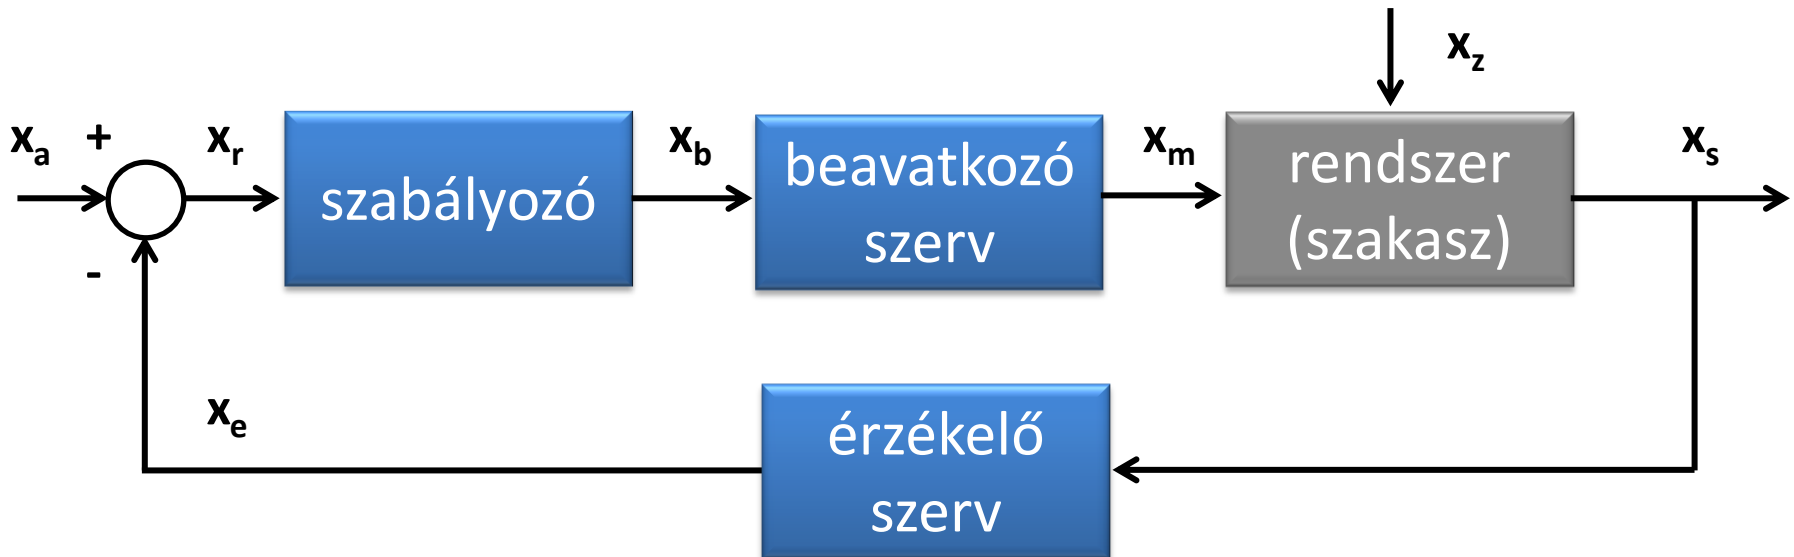 xz
xa + xr szabályozó xb beavatkozó szerv xm rendszer (szakasz) xs
-
xe érzékelő szerv